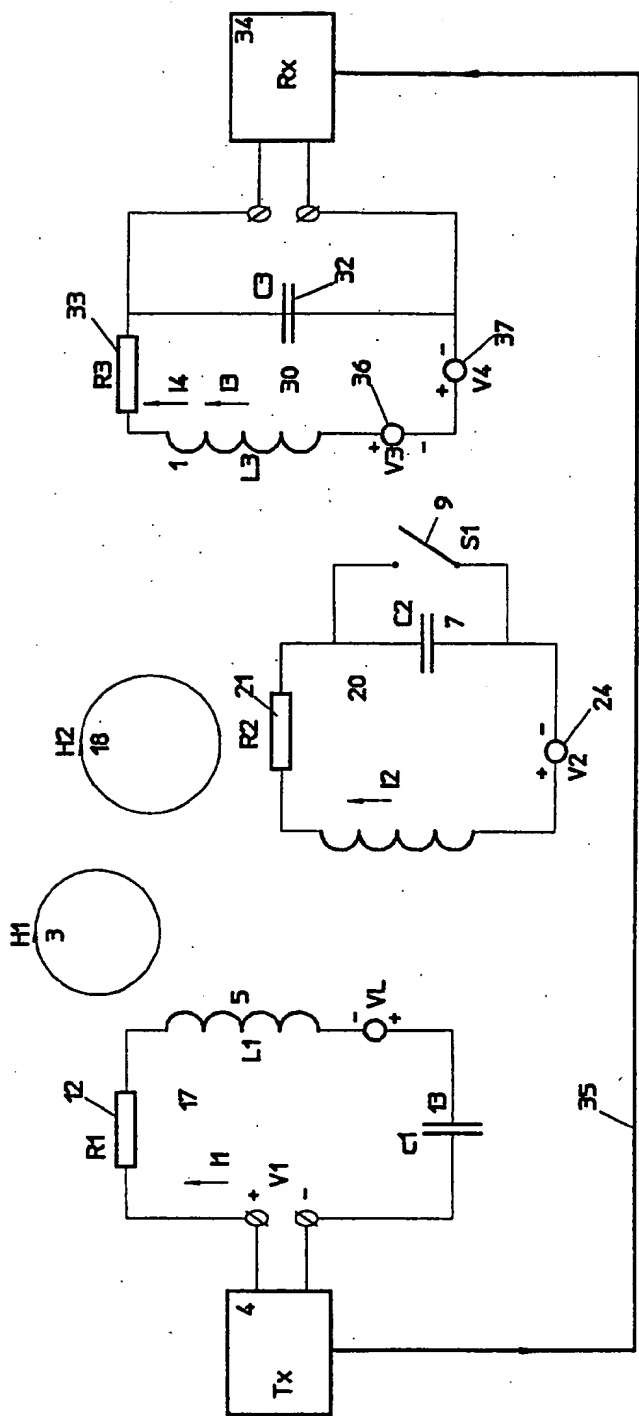 H1
3
H2
18
4
Tx
R1
12
17
I1
+
V1
-
5
L1
-
VL
+
C1
13
R2
21
20
I2
C2
7
9
S1
+
-
V2
24
R3
33
1
L3
I4
I3
30
C3
32
+
V3
-
36
+
-
V4
37
34
Rx
35